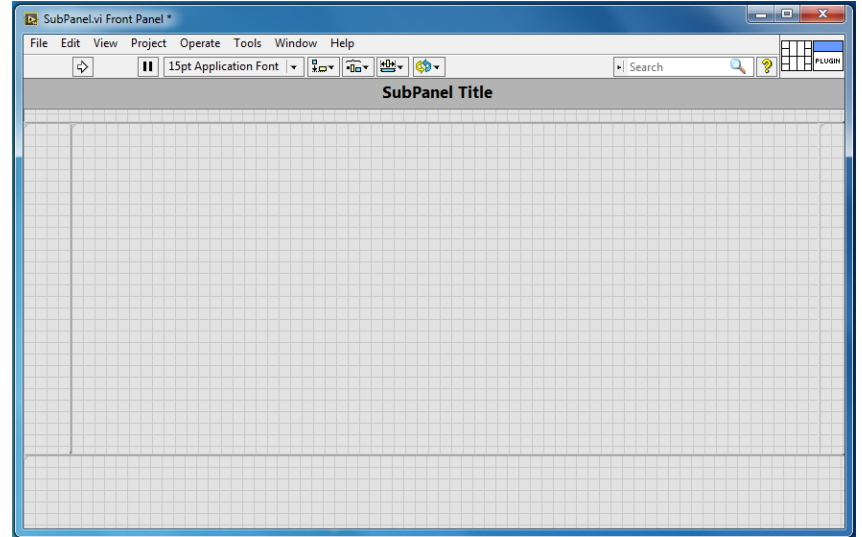 SubPanel.vi Front Panel *
File Edit View Project Operate Tools Window Help
15pt Application Font Search ? PLUGIN
SubPanel Title